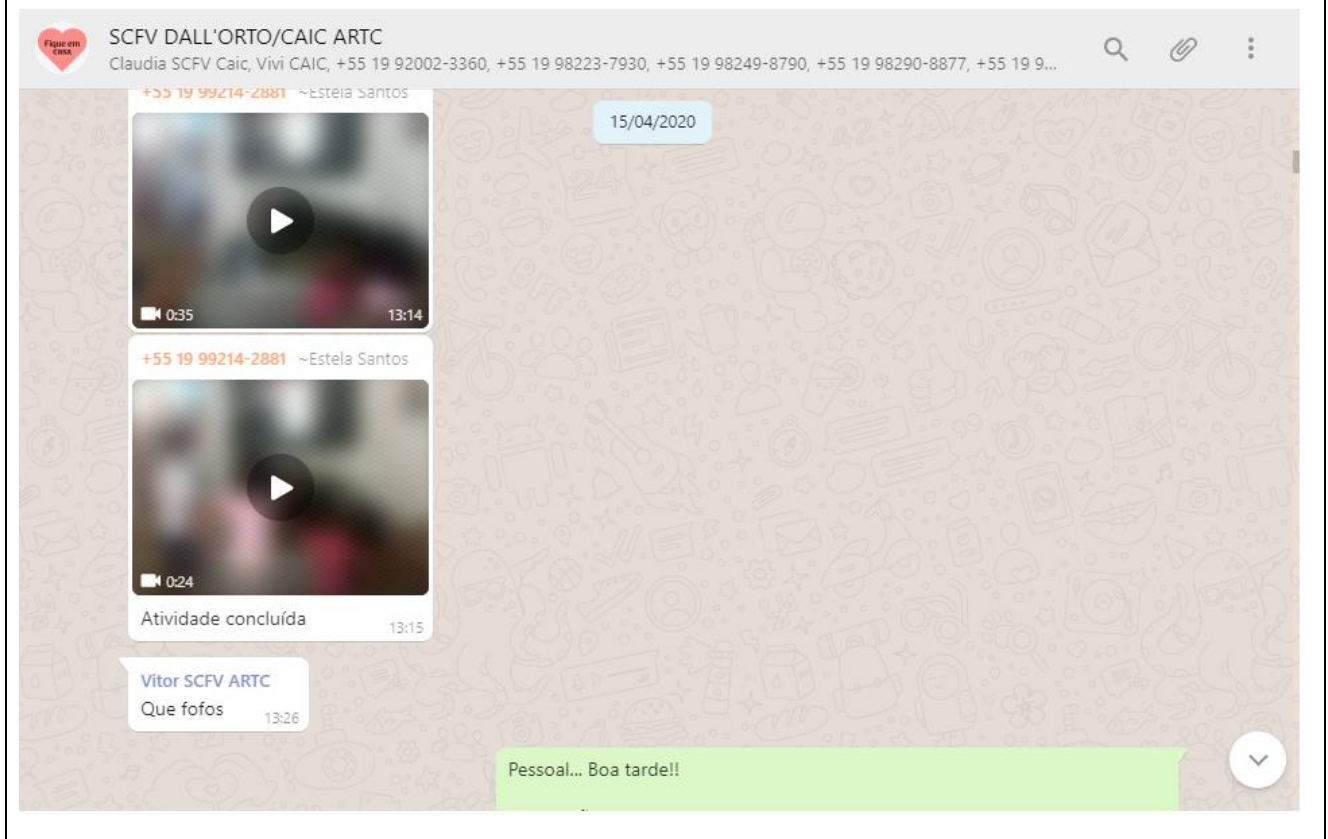 Fique em
casa
SCFV DALL'ORTO/CAIC ARTC
Claudia SCFV Caic, Vivi CAIC, +55 19 92002-3360, +55 19 98223-7930, +55 19 98249-8790, +55 19 98290-8877, +55 19 9...
+55 19 99214-2881 ~Estela Santos
15/04/2020
0:35 13:14
+55 19 99214-2881 ~Estela Santos
0:24
Atividade concluída 13:15
Vitor SCFV ARTC
Que fofos 13:26
Pessoal... Boa tarde!!